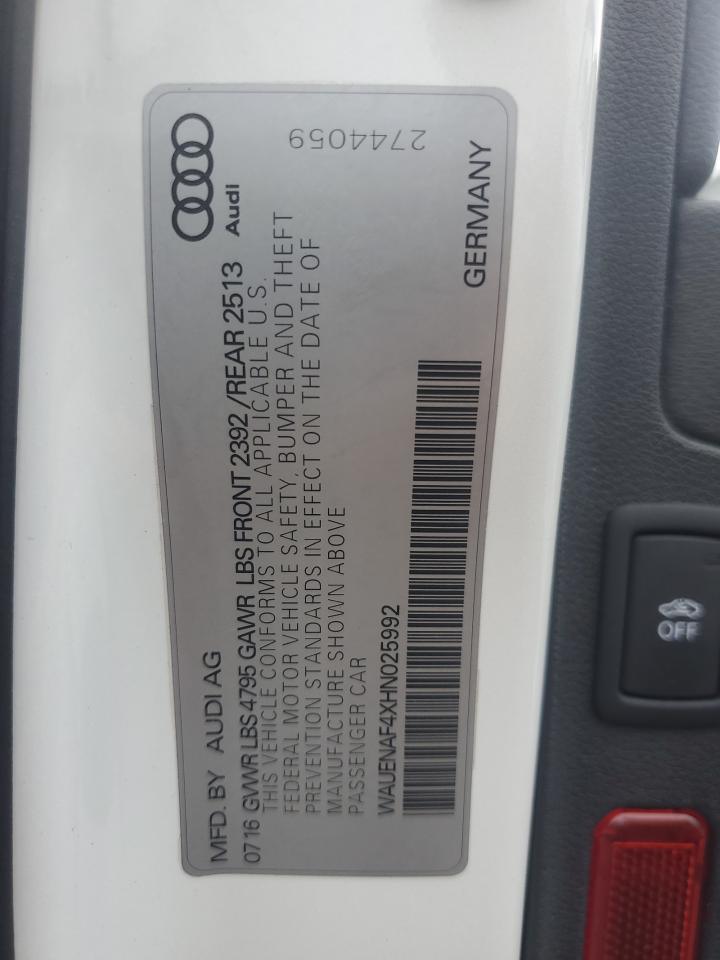 MFD. BY AUDI AG
Audi
07 16 GVWR LBS 4795 GAWR LBS FRONT 2392 /REAR 2513
THIS VEHICLE CONFORMS TO ALL APPLICABLE U.S.
FEDERAL MOTOR VEHICLE SAFETY, BUMPER AND THEFT
PREVENTION STANDARDS IN EFFECT ON THE DATE OF
MANUFACTURE SHOWN ABOVE
PASSENGER CAR
2744059
WAUENAF4XHN025992
GERMANY
OFF